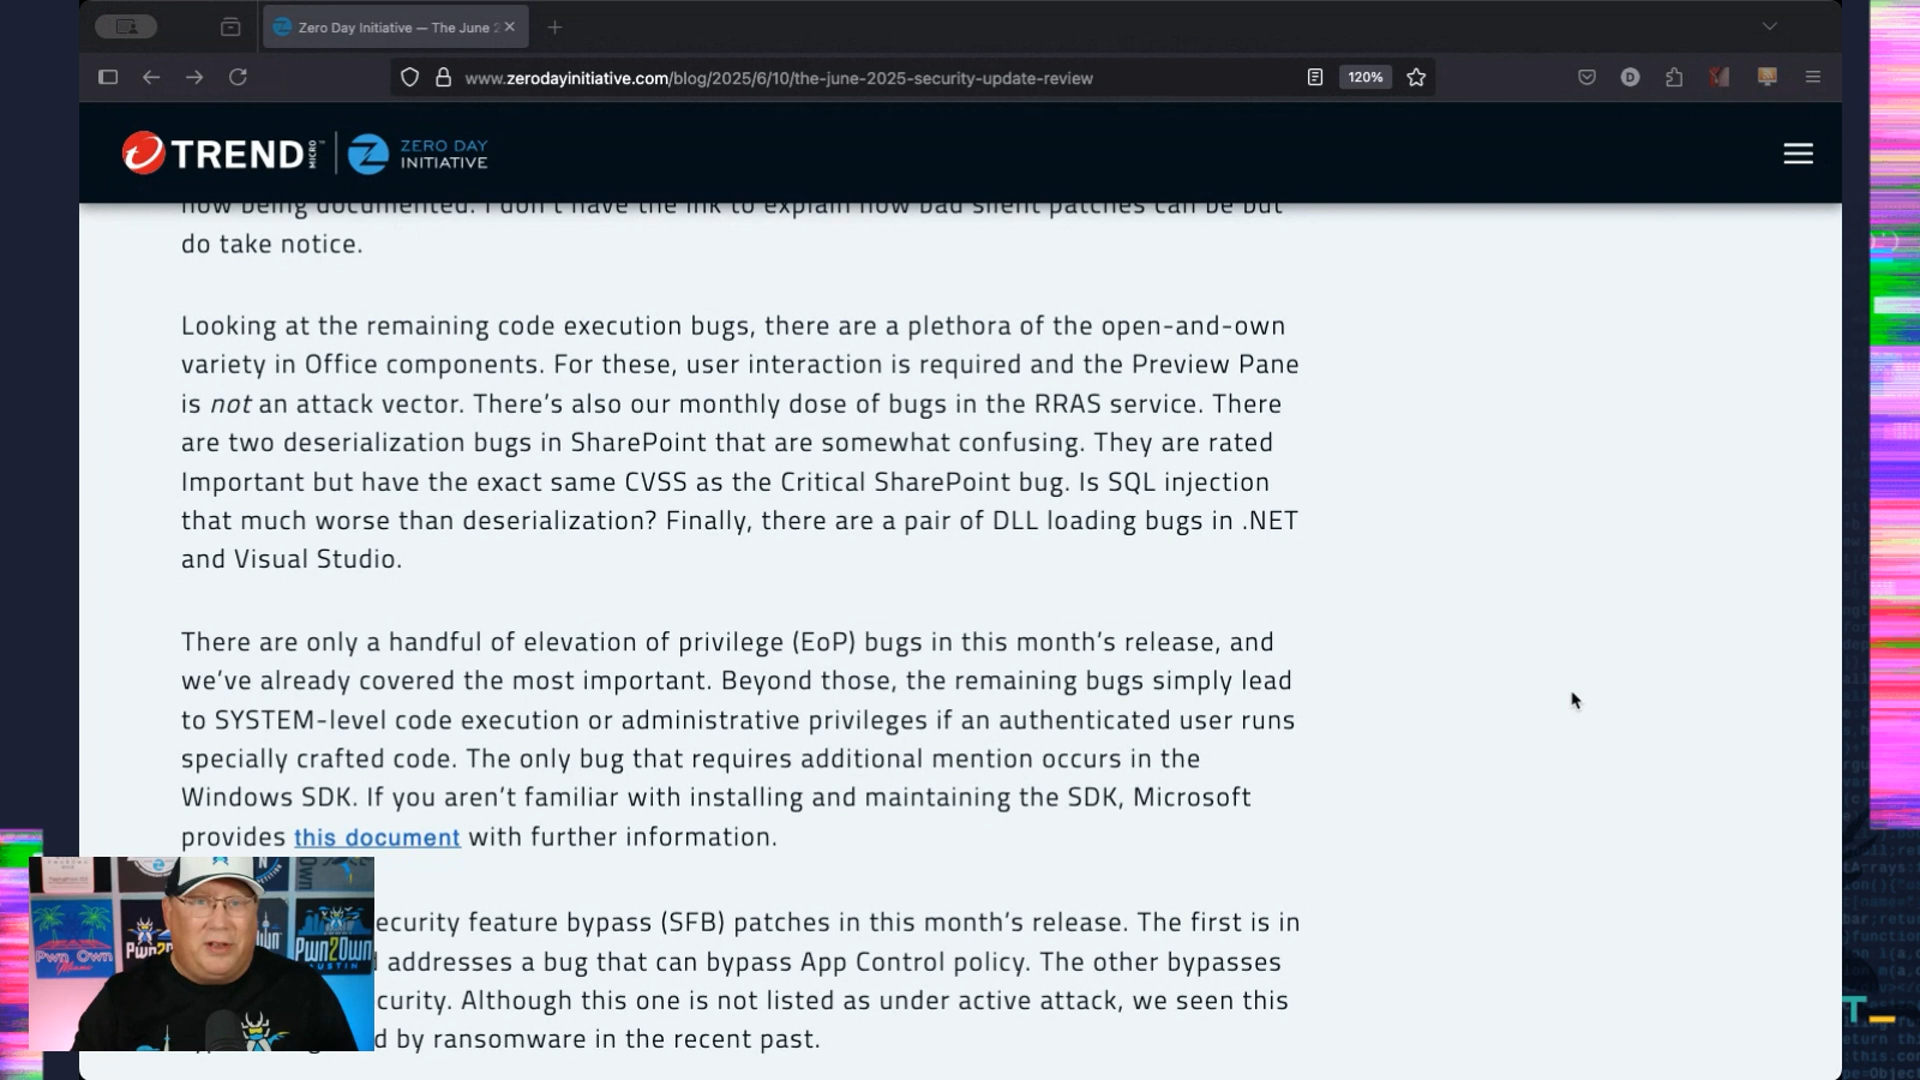 Zero Day Initiative — The June 2
www.zerodayinitiative.com/blog/2025/6/10/the-june-2025-security-update-review
120%
D
TREND MICRO
ZERO DAY
INITIATIVE
now being documented. I don't have the ink to explain how bad silent patches can be but
do take notice.
Looking at the remaining code execution bugs, there are a plethora of the open-and-own
variety in Office components. For these, user interaction is required and the Preview Pane
is not an attack vector. There's also our monthly dose of bugs in the RRAS service. There
are two deserialization bugs in SharePoint that are somewhat confusing. They are rated
Important but have the exact same CVSS as the Critical SharePoint bug. Is SQL injection
that much worse than deserialization? Finally, there are a pair of DLL loading bugs in .NET
and Visual Studio.
There are only a handful of elevation of privilege (EoP) bugs in this month's release, and
we've already covered the most important. Beyond those, the remaining bugs simply lead
to SYSTEM-level code execution or administrative privileges if an authenticated user runs
specially crafted code. The only bug that requires additional mention occurs in the
Windows SDK. If you aren't familiar with installing and maintaining the SDK, Microsoft
provides this document with further information.
ecurity feature bypass (SFB) patches in this month's release. The first is in
addresses a bug that can bypass App Control policy. The other bypasses
curity. Although this one is not listed as under active attack, we seen this
d by ransomware in the recent past.
Pwn Own
Miami
Pwn2O
Pwn2Own
AUSTIN
T_